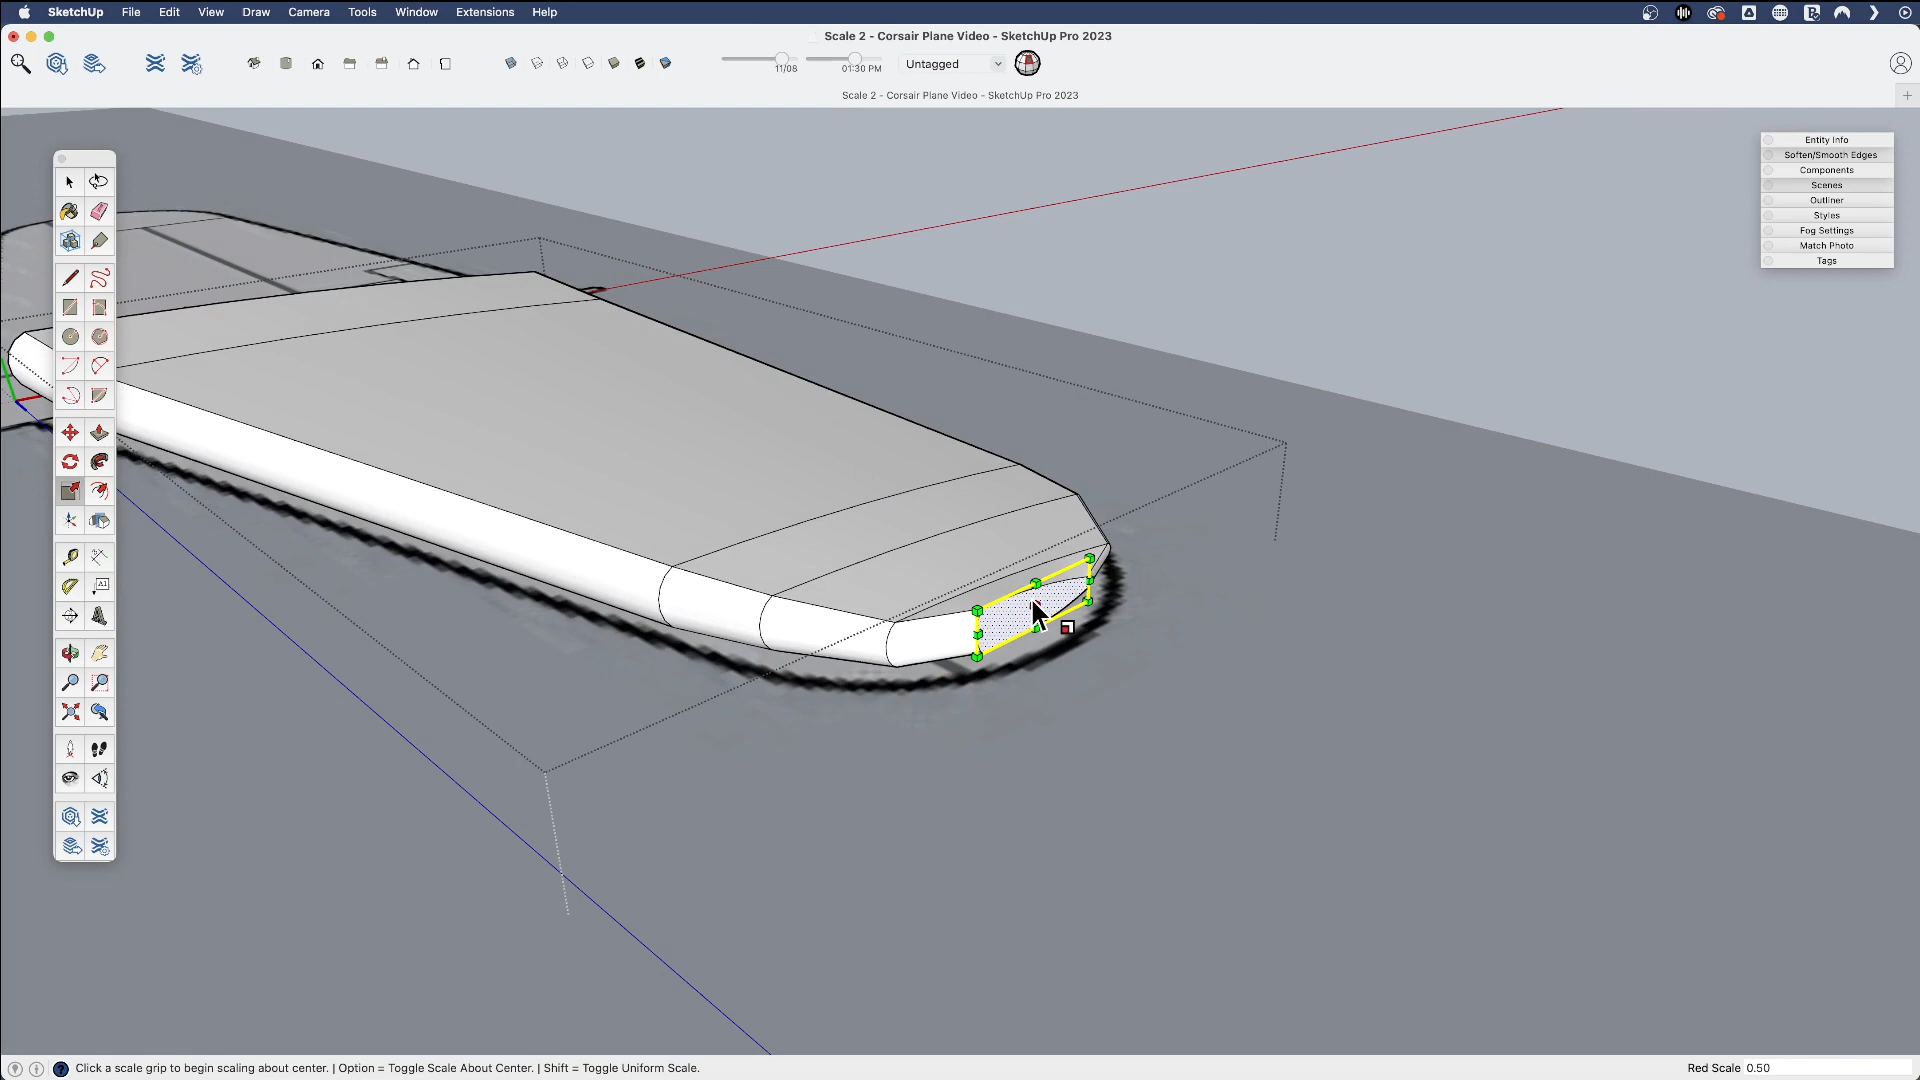 SketchUp File Edit View Draw Camera Tools Window Extensions Help
Scale 2 - Corsair Plane Video - SketchUp Pro 2023
11/08 01:30 PM Untagged
Scale 2 - Corsair Plane Video - SketchUp Pro 2023
Entity Info
Soften/Smooth Edges
Components
Scenes
Outliner
Styles
Fog Settings
Match Photo
Tags
A1
Click a scale grip to begin scaling about center. | Option = Toggle Scale About Center. | Shift = Toggle Uniform Scale.
Red Scale 0.50